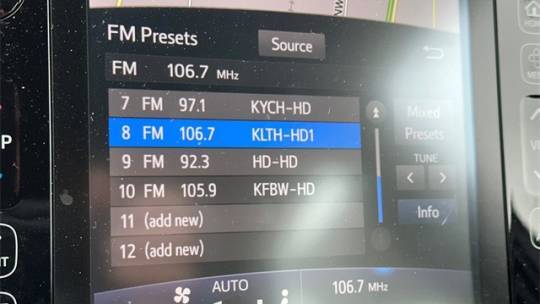 FM Presets
Source
FM 106.7 MHz
7 FM 97.1 KYCH-HD
8 FM 106.7 KLTH-HD1
9 FM 92.3 HD-HD
10 FM 105.9 KFBW-HD
11 (add new)
12 (add new)
Mixed
Presets
TUNE
< >
Info
AUTO
106.7 MHz
P